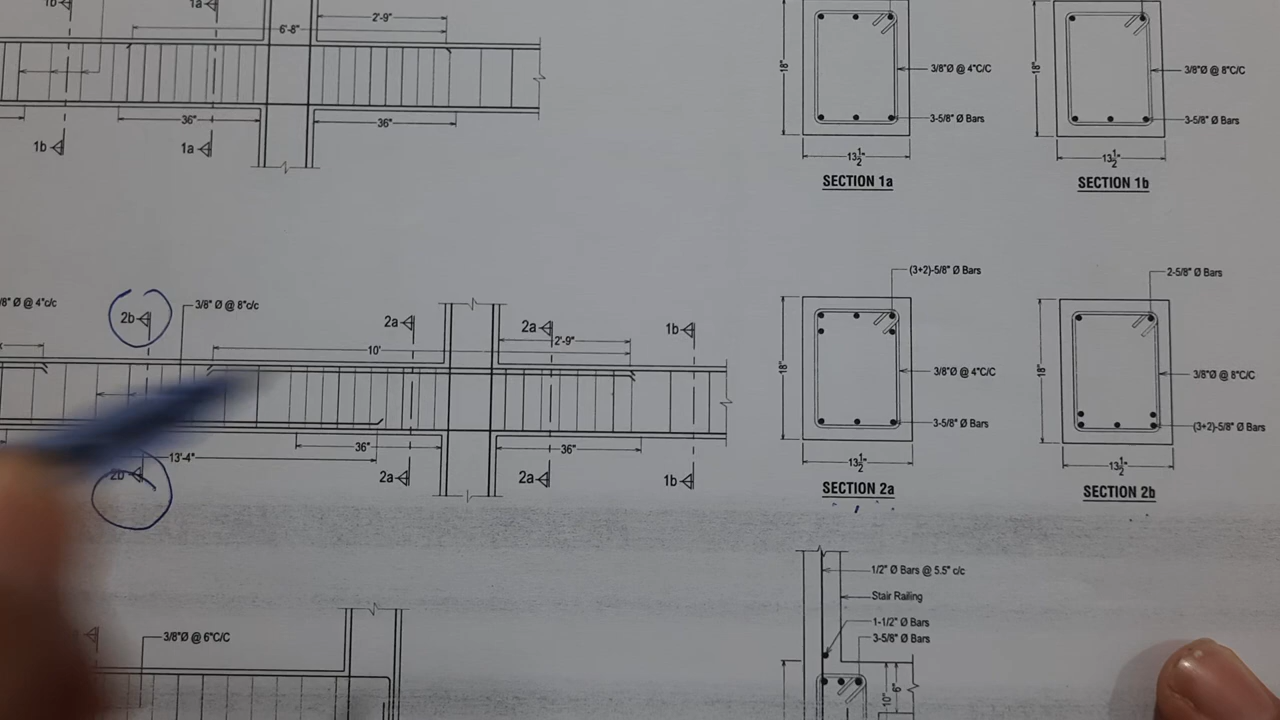 1b
1a
2'-9"
6'-8"
36"
36"
1b
1a
18"
3/8"Ø @ 4"C/C
3-5/8" Ø Bars
13½"
SECTION 1a
18"
3/8"Ø @ 8"C/C
3-5/8" Ø Bars
13½"
SECTION 1b
/8" Ø @ 4"c/c
2b
3/8" Ø @ 8"c/c
2a
2a
1b
10'
2'-9"
36"
36"
13'-4"
2b
2a
2a
1b
(3+2)-5/8" Ø Bars
18"
3/8"Ø @ 4"C/C
3-5/8" Ø Bars
13½"
SECTION 2a
2-5/8" Ø Bars
18"
3/8"Ø @ 8"C/C
(3+2)-5/8" Ø Bars
13½"
SECTION 2b
3/8"Ø @ 6"C/C
1/2" Ø Bars @ 5.5" c/c
Stair Railing
1-1/2" Ø Bars
3-5/8" Ø Bars
10"
6"